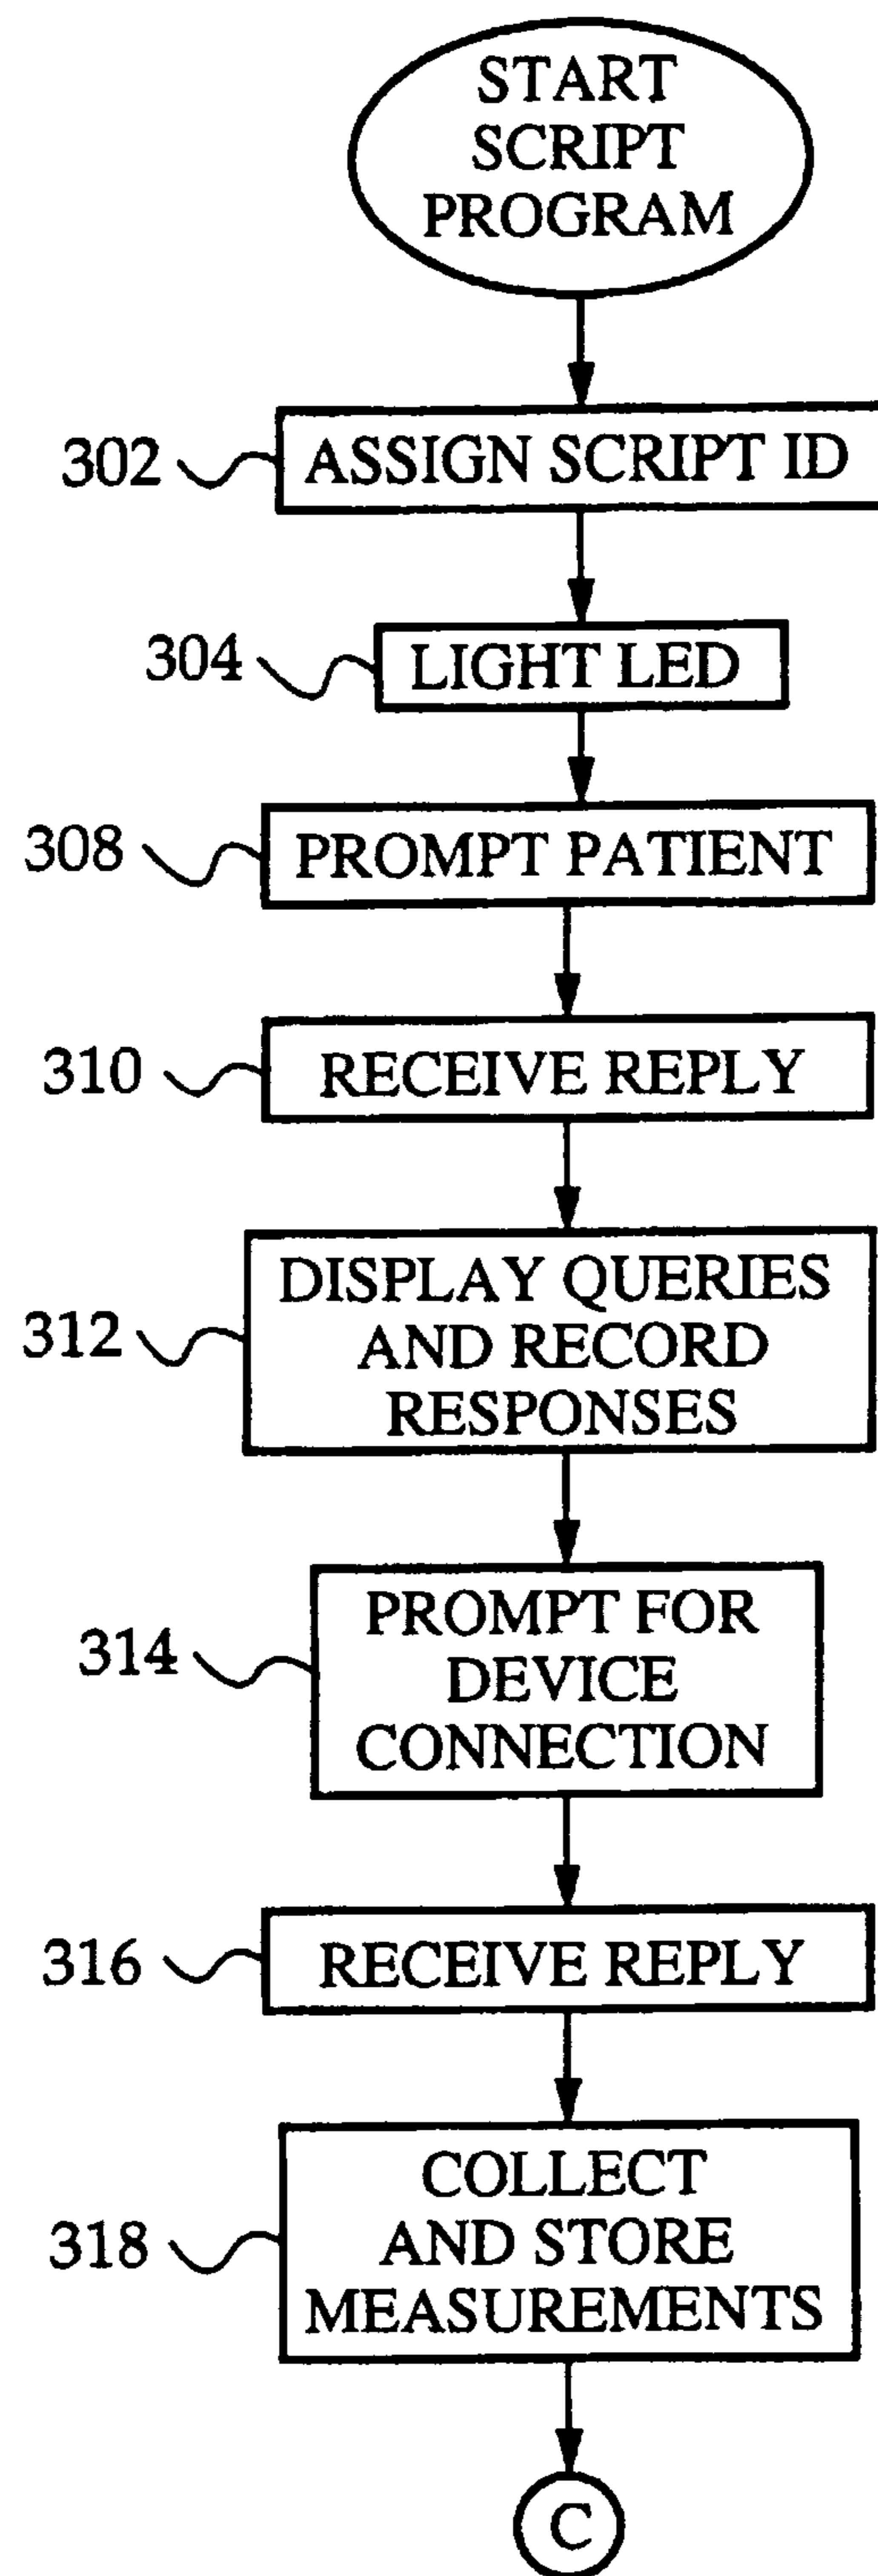 START
SCRIPT
PROGRAM
302
ASSIGN SCRIPT ID
304
LIGHT LED
308
PROMPT PATIENT
310
RECEIVE REPLY
312
DISPLAY QUERIES
AND RECORD
RESPONSES
314
PROMPT FOR
DEVICE
CONNECTION
316
RECEIVE REPLY
318
COLLECT
AND STORE
MEASUREMENTS
C